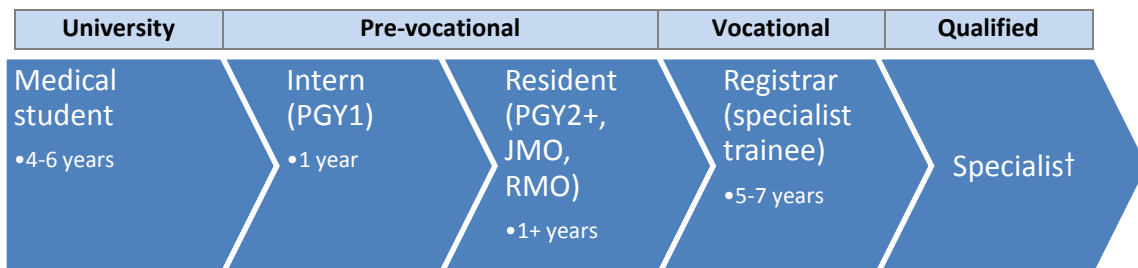 University
Pre-vocational
Vocational
Qualified
Medical
student
•4-6 years
Intern
(PGY1)
•1 year
Resident
(PGY2+,
JMO,
RMO)
•1+ years
Registrar
(specialist
trainee)
•5-7 years
Specialist†